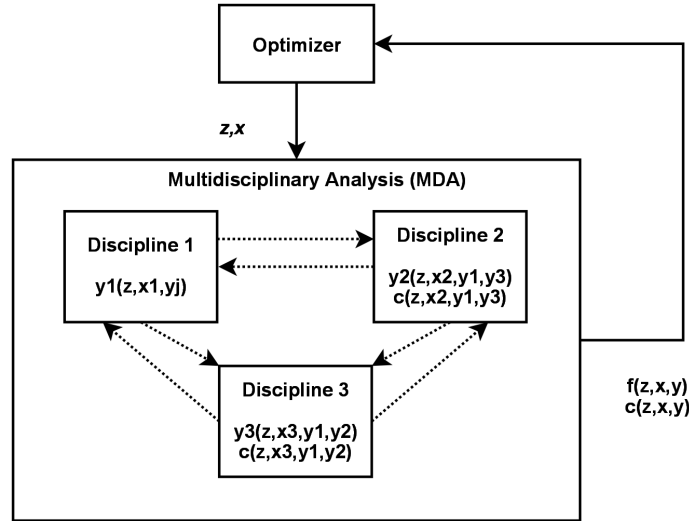 Optimizer
z,x
Multidisciplinary Analysis (MDA)
Discipline 1
y1(z,x1,yj)
Discipline 2
y2(z,x2,y1,y3)
c(z,x2,y1,y3)
Discipline 3
y3(z,x3,y1,y2)
c(z,x3,y1,y2)
f(z,x,y)
c(z,x,y)